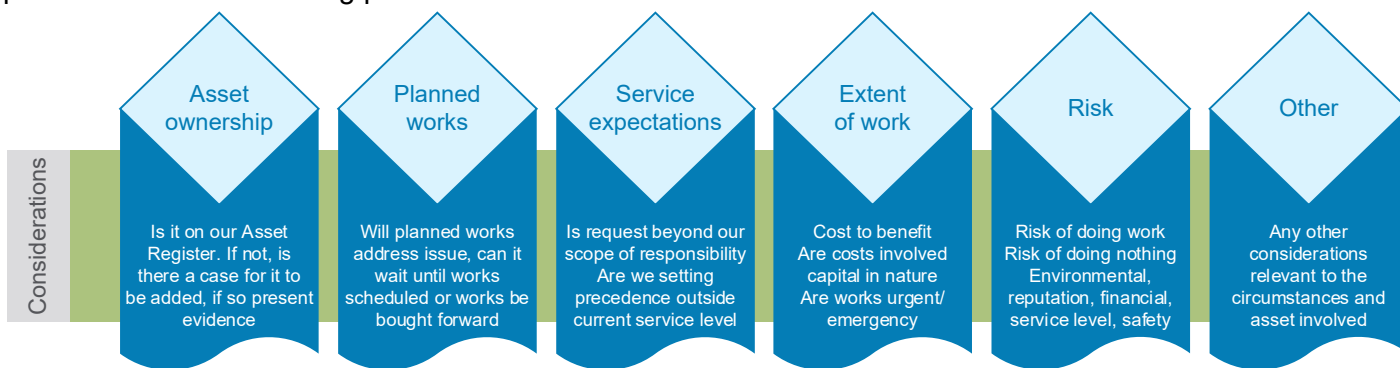 Considerations
Asset
ownership
Is it on our Asset
Register. If not, is
there a case for it to
be added, if so present
evidence
Planned
works
Will planned works
address issue, can it
wait until works
scheduled or works be
bought forward
Service
expectations
Is request beyond our
scope of responsibility
Are we setting
precedence outside
current service level
Extent
of work
Cost to benefit
Are costs involved
capital in nature
Are works urgent/
emergency
Risk
Risk of doing work
Risk of doing nothing
Environmental,
reputation, financial,
service level, safety
Other
Any other
considerations
relevant to the
circumstances and
asset involved